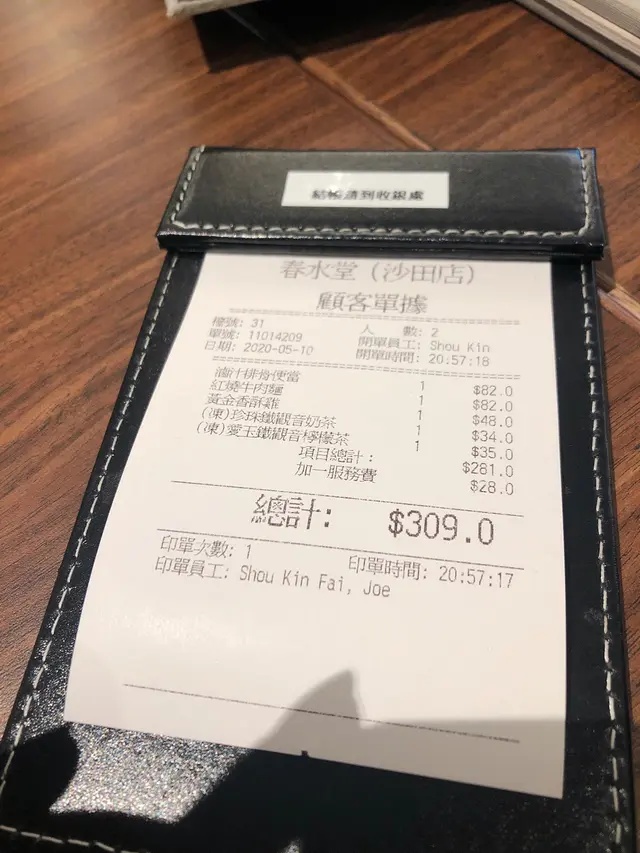 結帳請到收銀處
春水堂（沙田店）
顧客單據
檯號: 31 人 數: 2
單號: 11014209 開單員工: Shou Kin
日期: 2020-05-10 開單時間: 20:57:18
滷汁排骨便當 1 $82.0
紅燒牛肉麵 1 $82.0
黃金香酥雞 1 $48.0
(凍)珍珠鐵觀音奶茶 1 $34.0
(凍)愛玉鐵觀音檸檬茶 1 $35.0
項目總計: $281.0
加一服務費 $28.0
總計: $309.0
印單次數: 1 印單時間: 20:57:17
印單員工: Shou Kin Fai, Joe